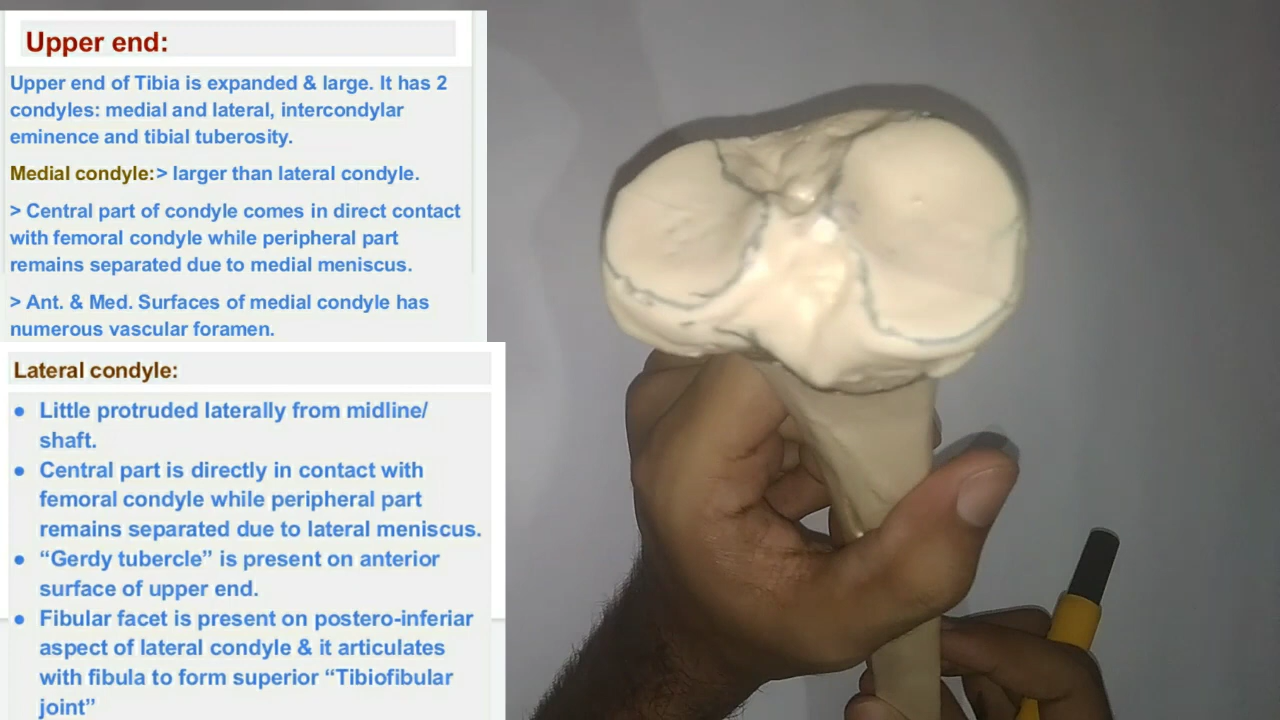 Upper end:
Upper end of Tibia is expanded & large. It has 2
condyles: medial and lateral, intercondylar
eminence and tibial tuberosity.
Medial condyle:> larger than lateral condyle.
> Central part of condyle comes in direct contact
with femoral condyle while peripheral part
remains separated due to medial meniscus.
> Ant. & Med. Surfaces of medial condyle has
numerous vascular foramen.
Lateral condyle:
● Little protruded laterally from midline/
shaft.
● Central part is directly in contact with
femoral condyle while peripheral part
remains separated due to lateral meniscus.
● “Gerdy tubercle” is present on anterior
surface of upper end.
● Fibular facet is present on postero-inferiar
aspect of lateral condyle & it articulates
with fibula to form superior “Tibiofibular
joint”